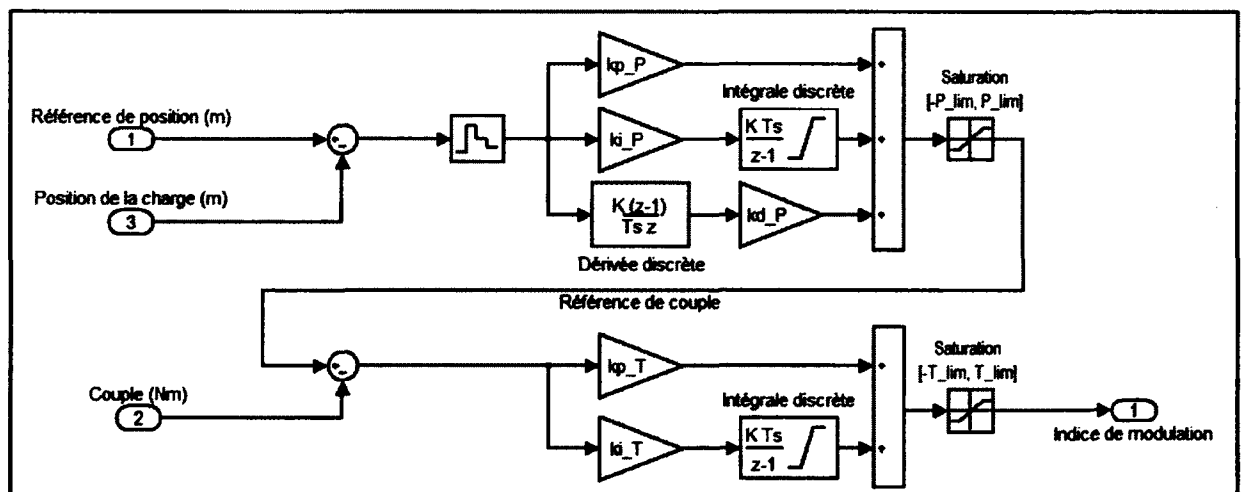 kp_P
Intégrale discrète
Saturation
[-P_lim, P_lim]
Référence de position (m)
1
+-
ki_P
K Ts
z-1
Position de la charge (m)
3
K (z-1)
Ts z
kd_P
Dérivée discrète
+
+
+
Référence de couple
kp_T
Saturation
[-T_lim, T_lim]
+-
Couple (Nm)
2
Intégrale discrète
ki_T
K Ts
z-1
+
+
1
Indice de modulation